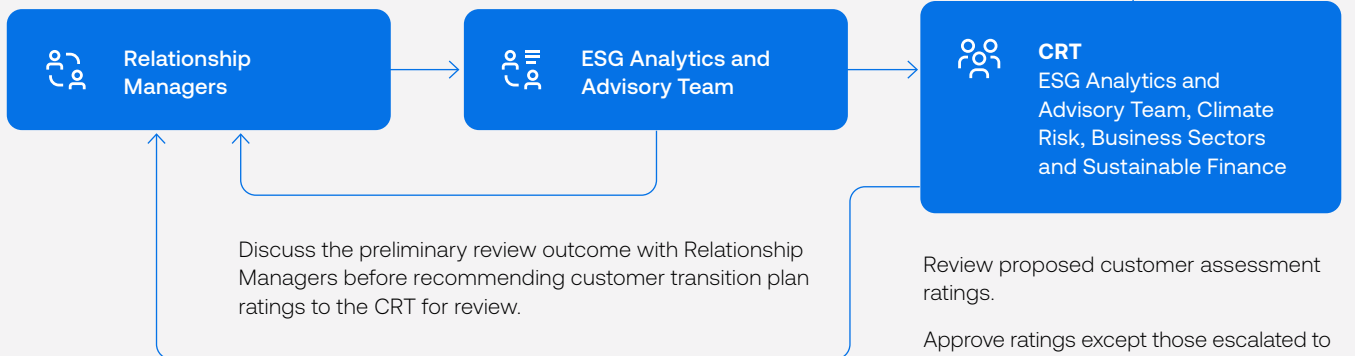 Relationship
Managers
ESG Analytics and
Advisory Team
CRT
ESG Analytics and
Advisory Team, Climate
Risk, Business Sectors
and Sustainable Finance
Discuss the preliminary review outcome with Relationship
Managers before recommending customer transition plan
ratings to the CRT for review.
Review proposed customer assessment
ratings.
Approve ratings except those escalated to